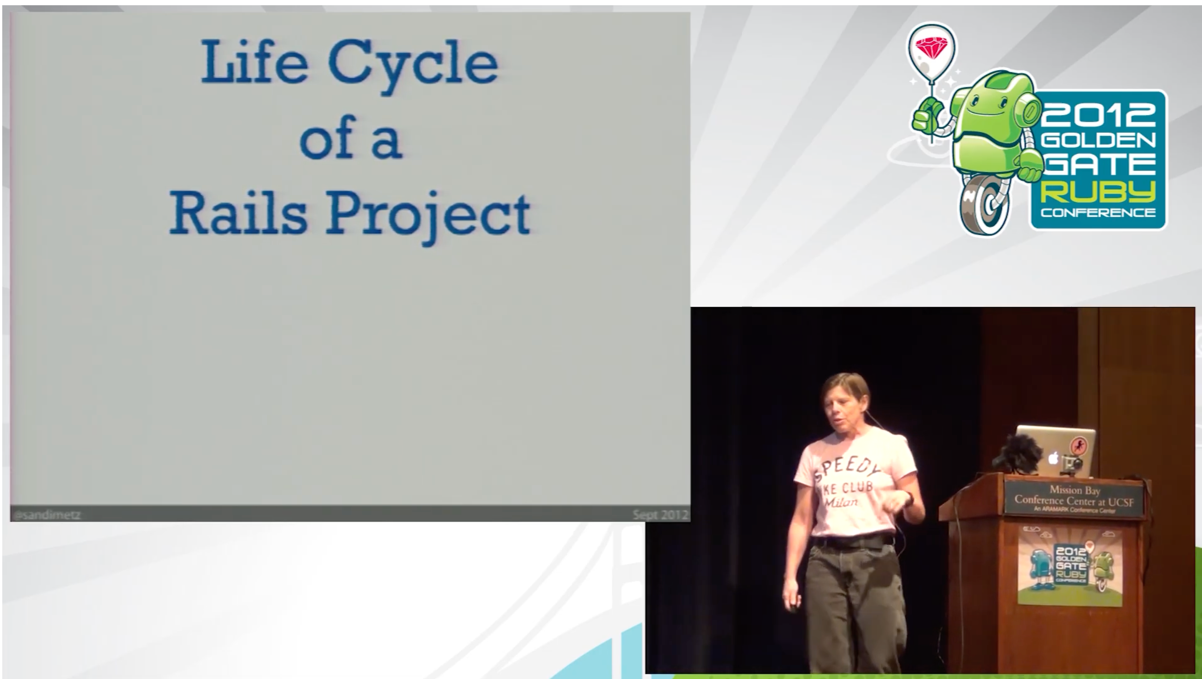 Life Cycle
of a
Rails Project
@sandimetz
Sept 2012
2012
GOLDEN
GATE
RUBY
CONFERENCE
SPEEDY
KE CLUB
Milan
Mission Bay
Conference Center at UCSF
An ARAMARK Conference Center
2012
GOLDEN
GATE
RUBY
CONFERENCE